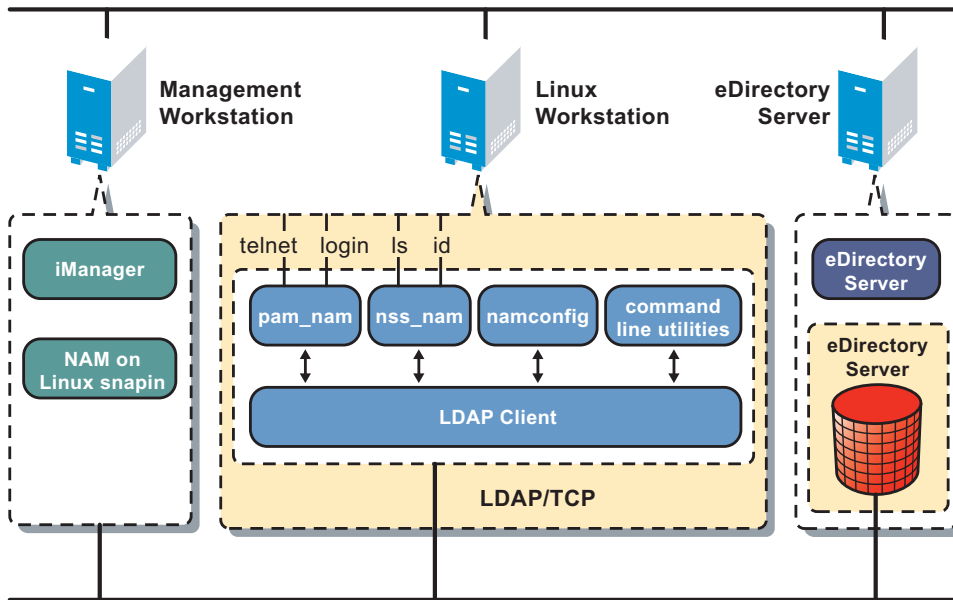 Management
Workstation
Linux
Workstation
eDirectory
Server
telnet
login
ls
id
iManager
NAM on
Linux snapin
pam_nam
nss_nam
namconfig
command
line utilities
LDAP Client
LDAP/TCP
eDirectory
Server
eDirectory
Server